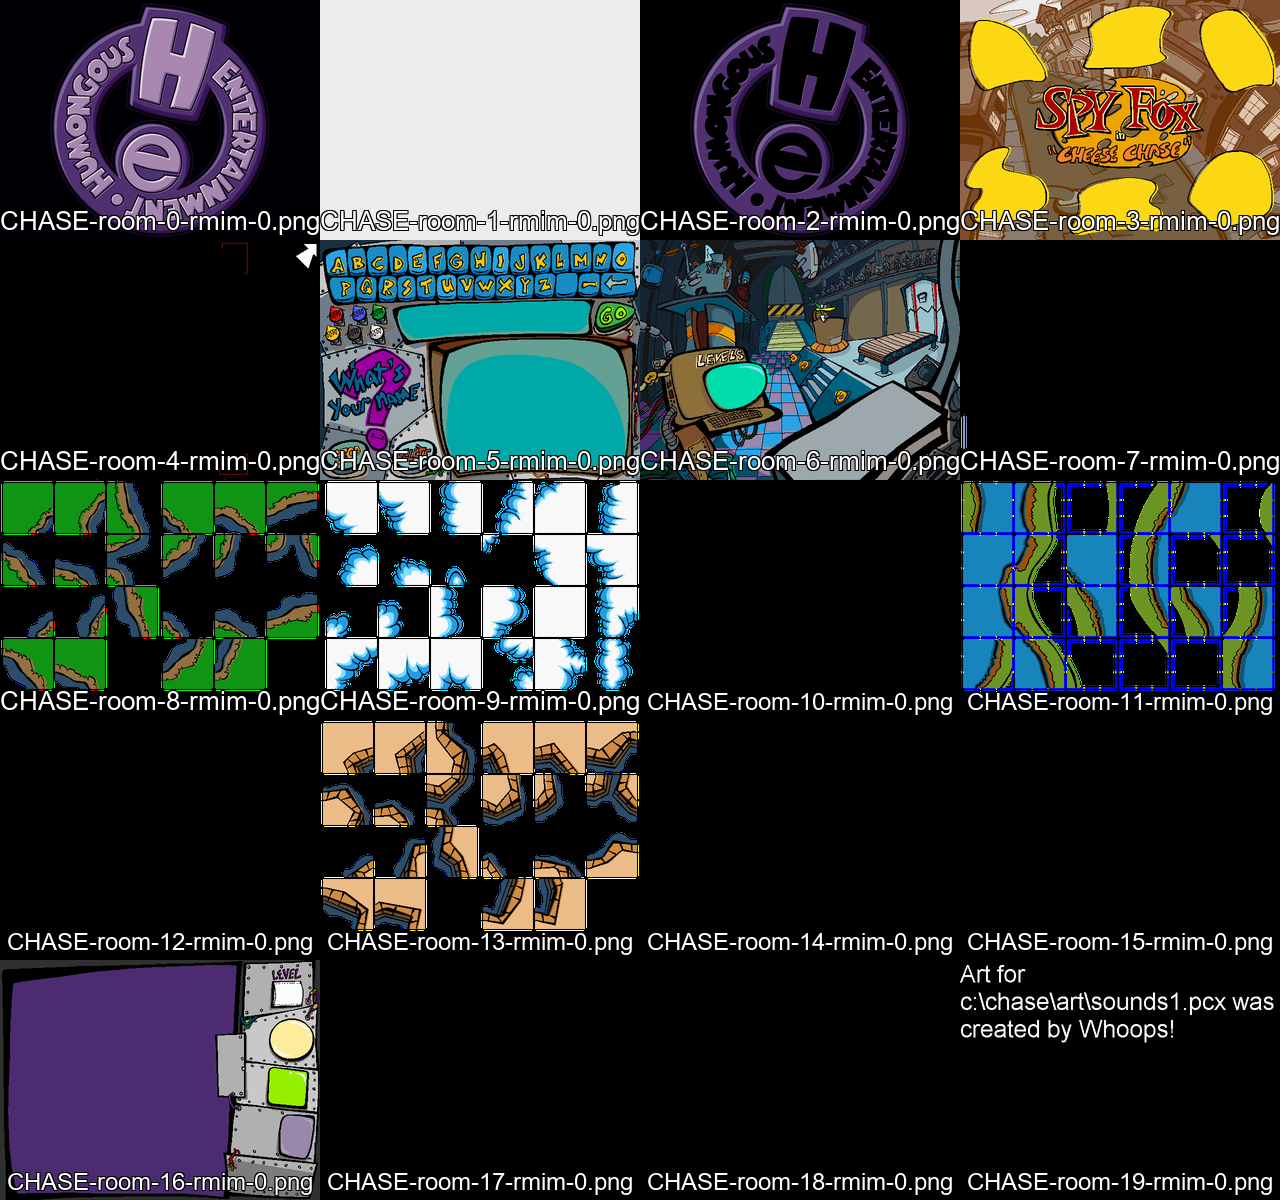 HUMONGOUS
ENTERTAINMENT
H
e
CHASE-room-0-rmim-0.png
CHASE-room-1-rmim-0.png
HUMONGOUS
ENTERTAINMENT
H
e
CHASE-room-2-rmim-0.png
SPY FOX
in
"CHEESE CHASE"
CHASE-room-3-rmim-0.png
CHASE-room-4-rmim-0.png
A B C D E F G H I J K L M N O
P Q R S T U V W X Y Z
GO
What's
your name
?
CHASE-room-5-rmim-0.png
LEVELS
CHASE-room-6-rmim-0.png
CHASE-room-7-rmim-0.png
CHASE-room-8-rmim-0.png
CHASE-room-9-rmim-0.png
CHASE-room-10-rmim-0.png
CHASE-room-11-rmim-0.png
CHASE-room-12-rmim-0.png
CHASE-room-13-rmim-0.png
CHASE-room-14-rmim-0.png
CHASE-room-15-rmim-0.png
LEVEL
CHASE-room-16-rmim-0.png
CHASE-room-17-rmim-0.png
CHASE-room-18-rmim-0.png
Art for
c:\chase\art\sounds1.pcx was
created by Whoops!
CHASE-room-19-rmim-0.png